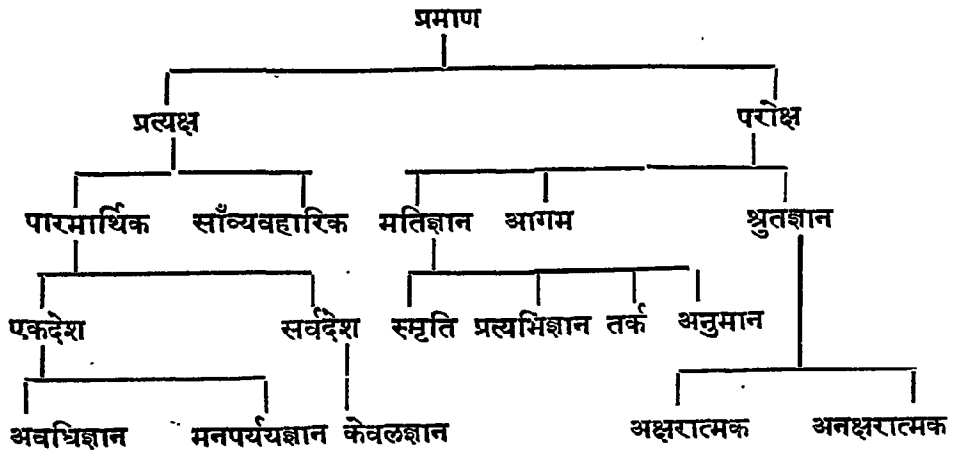 प्रमाण
प्रत्यक्ष परोक्ष
पारमार्थिक साँव्यवहारिक मतिज्ञान आगम श्रुतज्ञान
एकदेश सर्वदेश स्मृति प्रत्यभिज्ञान तर्क अनुमान
अवधिज्ञान मनपर्ययज्ञान केवलज्ञान अक्षरात्मक अनक्षरात्मक